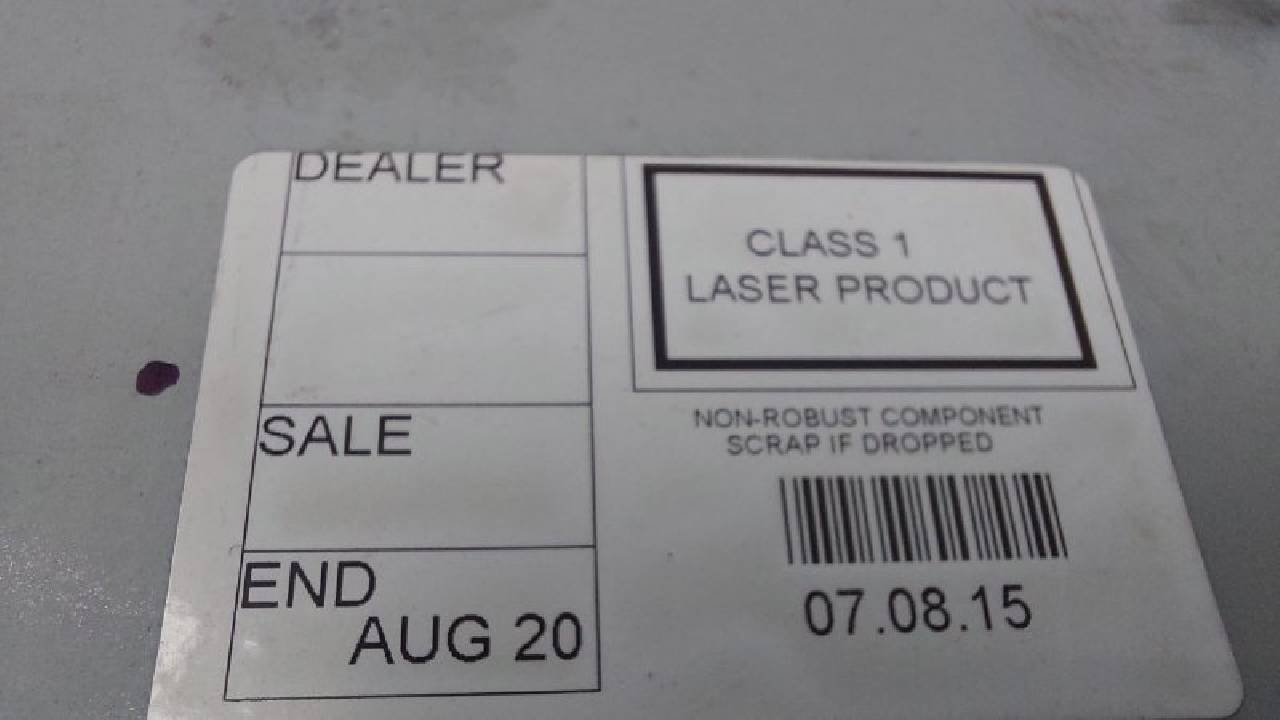 DEALER
SALE
END
AUG 20
CLASS 1
LASER PRODUCT
NON-ROBUST COMPONENT
SCRAP IF DROPPED
07.08.15